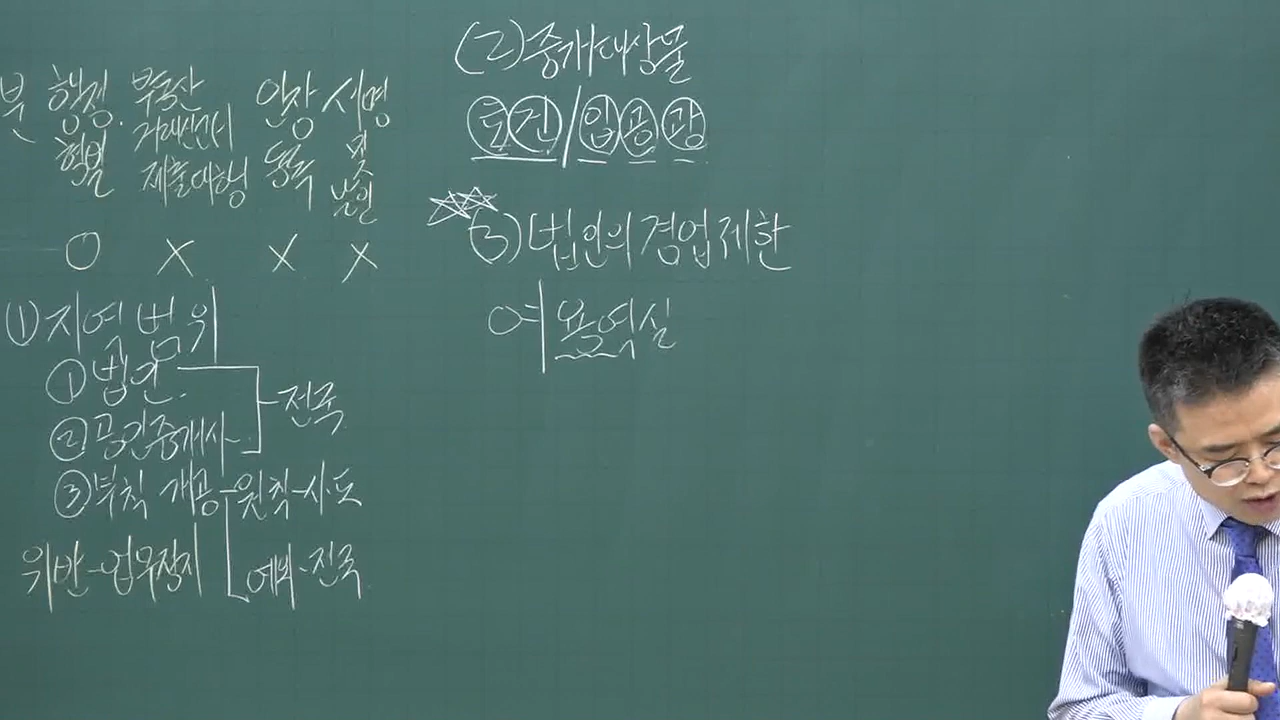 부 행정. 부동산 인장 서명
형벌 거래신고 등록 및
제출대행 날인
O X X X
(1) 지역범위
① 법인.
전국
② 공인중개사
③ 부칙 개공 - 원칙 - 시·도
위반 - 업무정지
예외 - 전국
(2) 중개대상물
토 건 / 입 공 광
(3) 법인의 경업제한
여 용역실